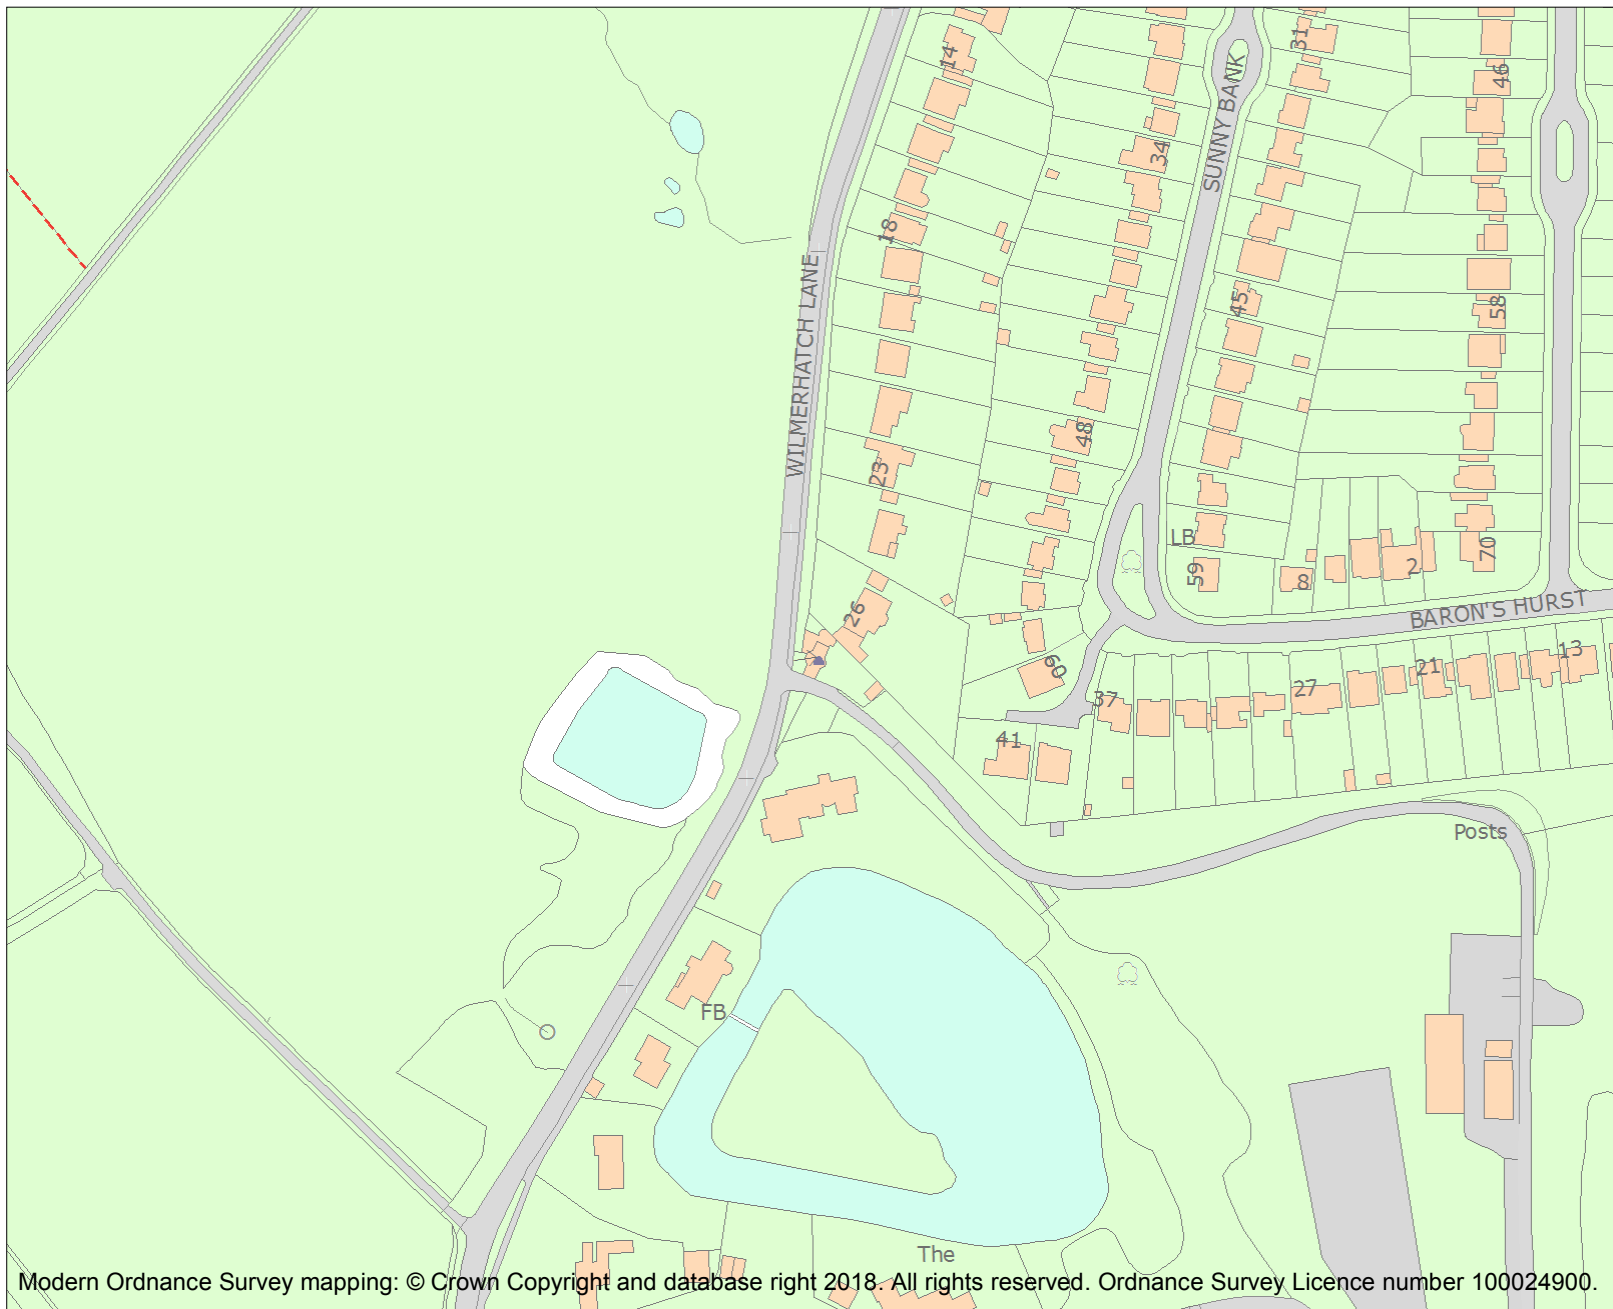 14
31
46
SUNNY BANK
34
18
WILMERHATCH LANE
45
58
48
23
LB
59
8
2
70
BARON'S HURST
26
60
37
27
21
13
41
Posts
FB
The
Modern Ordnance Survey mapping: © Crown Copyright and database right 2018. All rights reserved. Ordnance Survey Licence number 100024900.